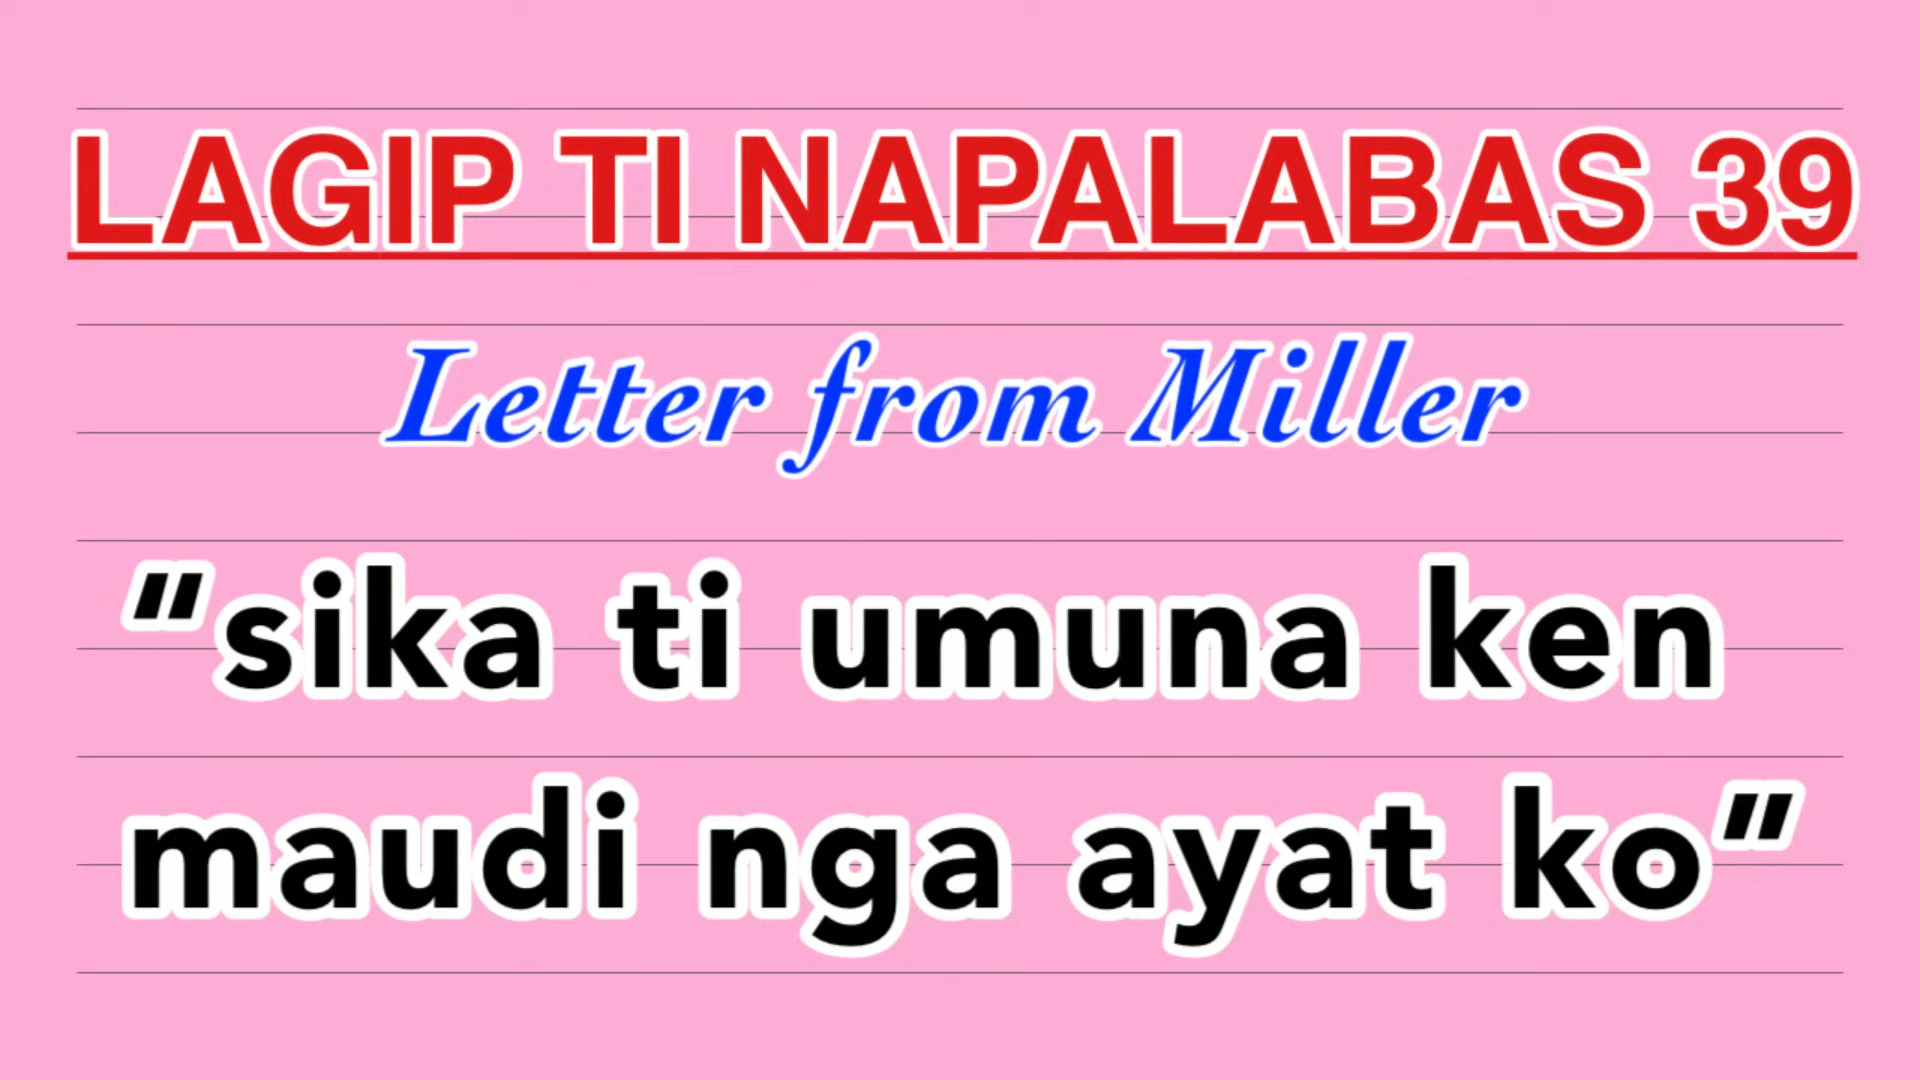 LAGIP TI NAPALABAS 39
Letter from Miller
"sika ti umuna ken
maudi nga ayat ko"